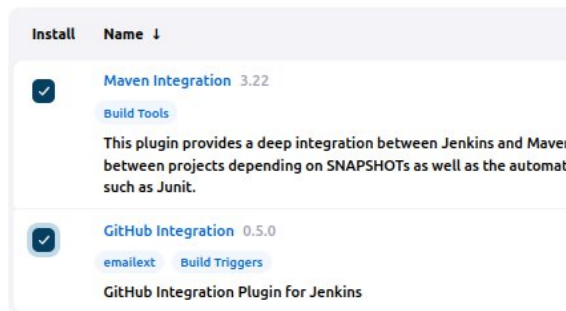 Install Name ↓
Maven Integration 3.22
Build Tools
This plugin provides a deep integration between Jenkins and Maven
between projects depending on SNAPSHOTs as well as the automat
such as Junit.
GitHub Integration 0.5.0
emailext Build Triggers
GitHub Integration Plugin for Jenkins